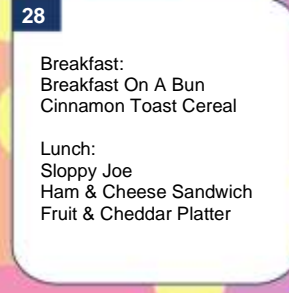 28
Breakfast:
Breakfast On A Bun
Cinnamon Toast Cereal
Lunch:
Sloppy Joe
Ham & Cheese Sandwich
Fruit & Cheddar Platter